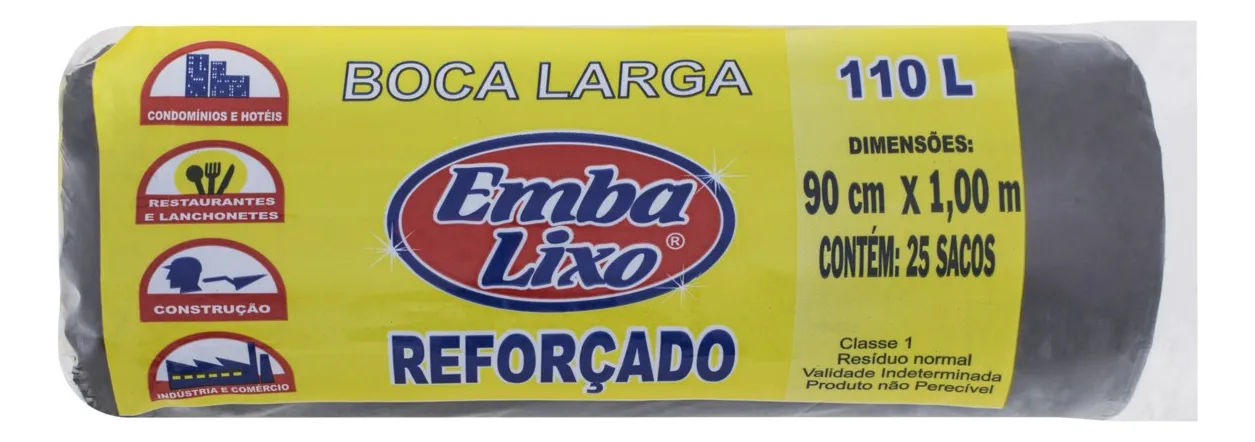 CONDOMÍNIOS E HOTÉIS
RESTAURANTES
E LANCHONETES
CONSTRUÇÃO
INDÚSTRIA E COMÉRCIO
BOCA LARGA
Emba
Lixo®
REFORÇADO
110 L
DIMENSÕES:
90 cm X 1,00 m
CONTÉM: 25 SACOS
Classe 1
Resíduo normal
Validade Indeterminada
Produto não Perecível